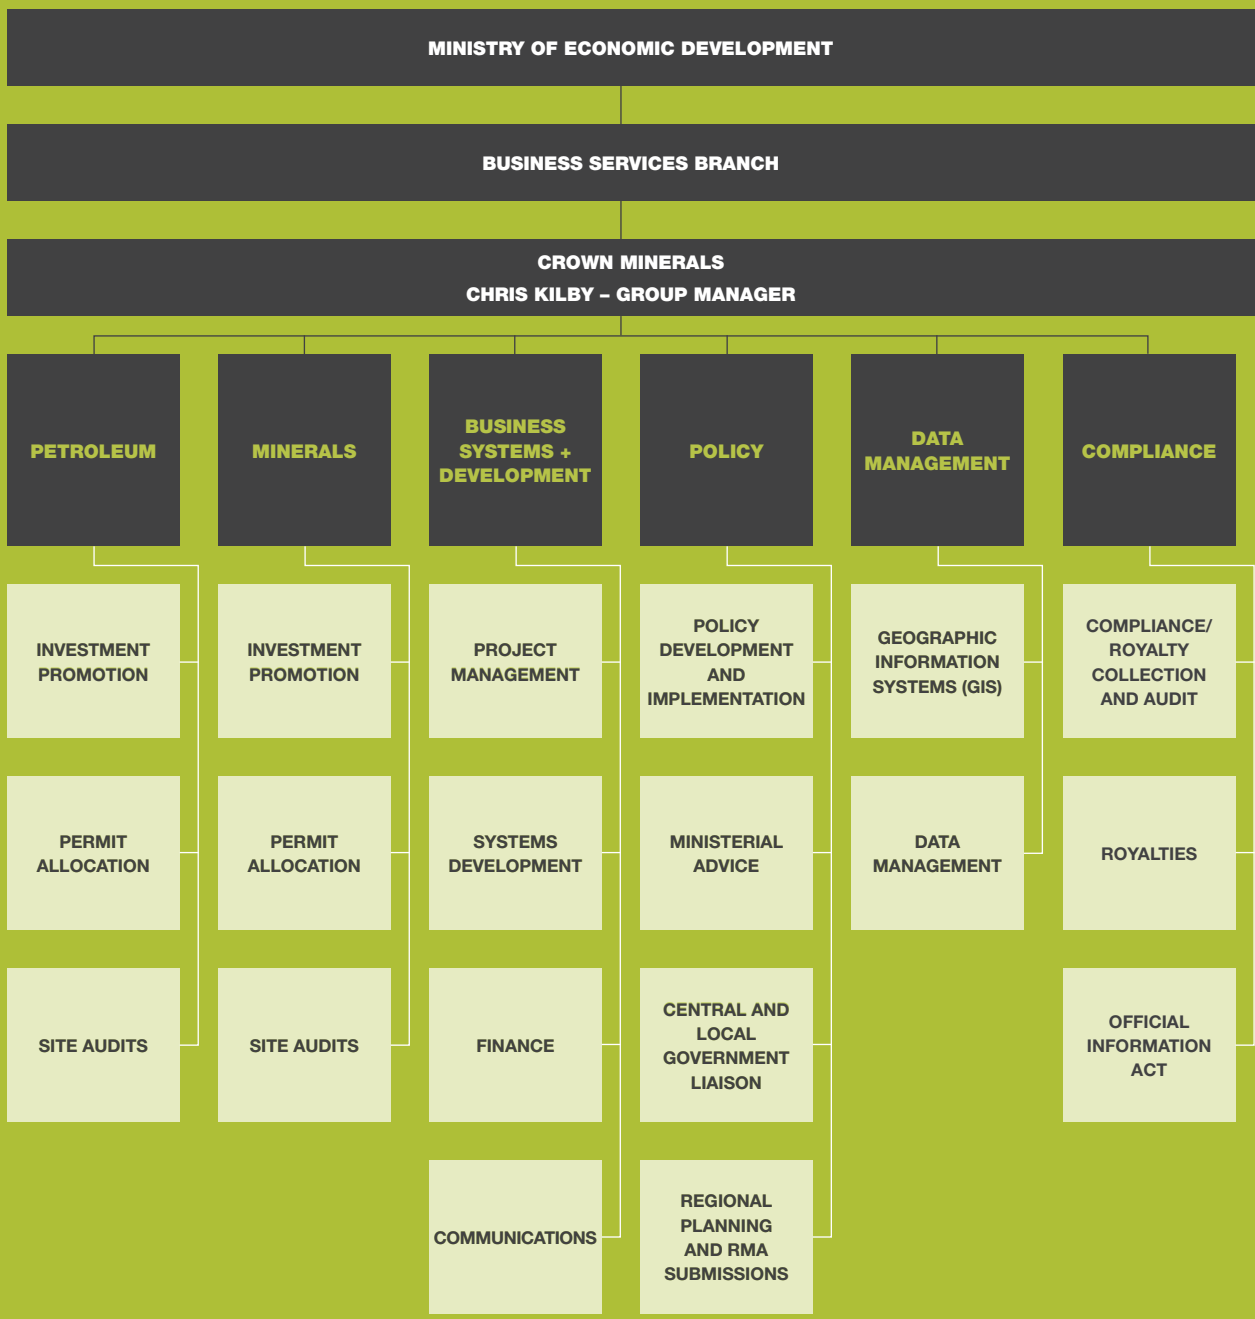 MINISTRY OF ECONOMIC DEVELOPMENT
BUSINESS SERVICES BRANCH
CROWN MINERALS
CHRIS KILBY – GROUP MANAGER
PETROLEUM
MINERALS
BUSINESS
SYSTEMS +
DEVELOPMENT
POLICY
DATA
MANAGEMENT
COMPLIANCE
INVESTMENT
PROMOTION
INVESTMENT
PROMOTION
PROJECT
MANAGEMENT
POLICY
DEVELOPMENT
AND
IMPLEMENTATION
GEOGRAPHIC
INFORMATION
SYSTEMS (GIS)
COMPLIANCE/
ROYALTY
COLLECTION
AND AUDIT
PERMIT
ALLOCATION
PERMIT
ALLOCATION
SYSTEMS
DEVELOPMENT
MINISTERIAL
ADVICE
DATA
MANAGEMENT
ROYALTIES
SITE AUDITS
SITE AUDITS
FINANCE
CENTRAL AND
LOCAL
GOVERNMENT
LIAISON
OFFICIAL
INFORMATION
ACT
COMMUNICATIONS
REGIONAL
PLANNING
AND RMA
SUBMISSIONS